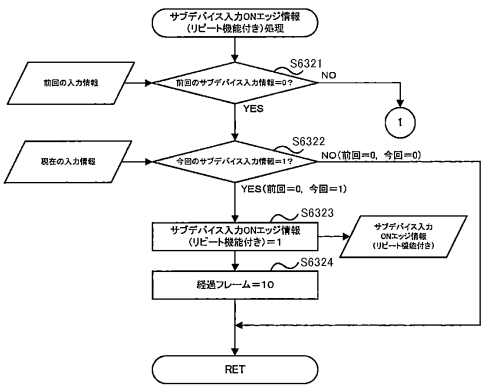 サブデバイス入力ONエッジ情報
(リピート機能付き)処理
S6321
前回の入力情報
前回のサブデバイス入力情報=0?
NO
1
YES
S6322
現在の入力情報
今回のサブデバイス入力情報=1?
NO(前回=0, 今回=0)
YES(前回=0, 今回=1)
S6323
サブデバイス入力ONエッジ情報
(リピート機能付き)=1
サブデバイス入力
ONエッジ情報
(リピート機能付き)
S6324
経過フレーム=10
RET